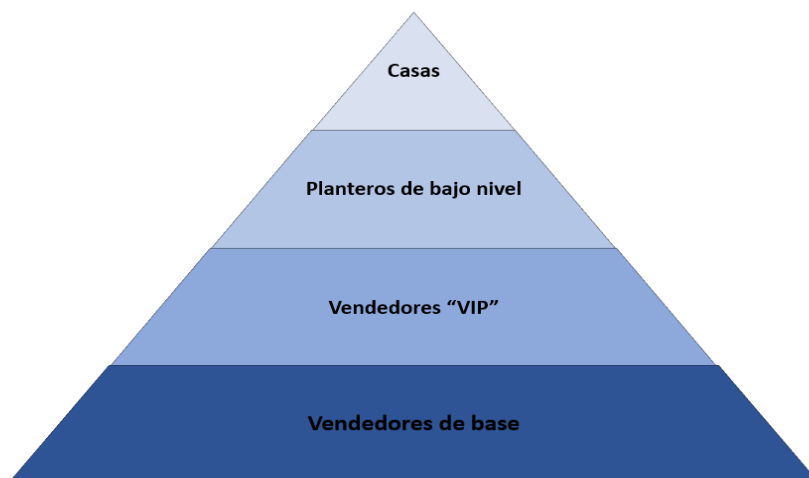 Casas
Planteros de bajo nivel
Vendedores “VIP”
Vendedores de base